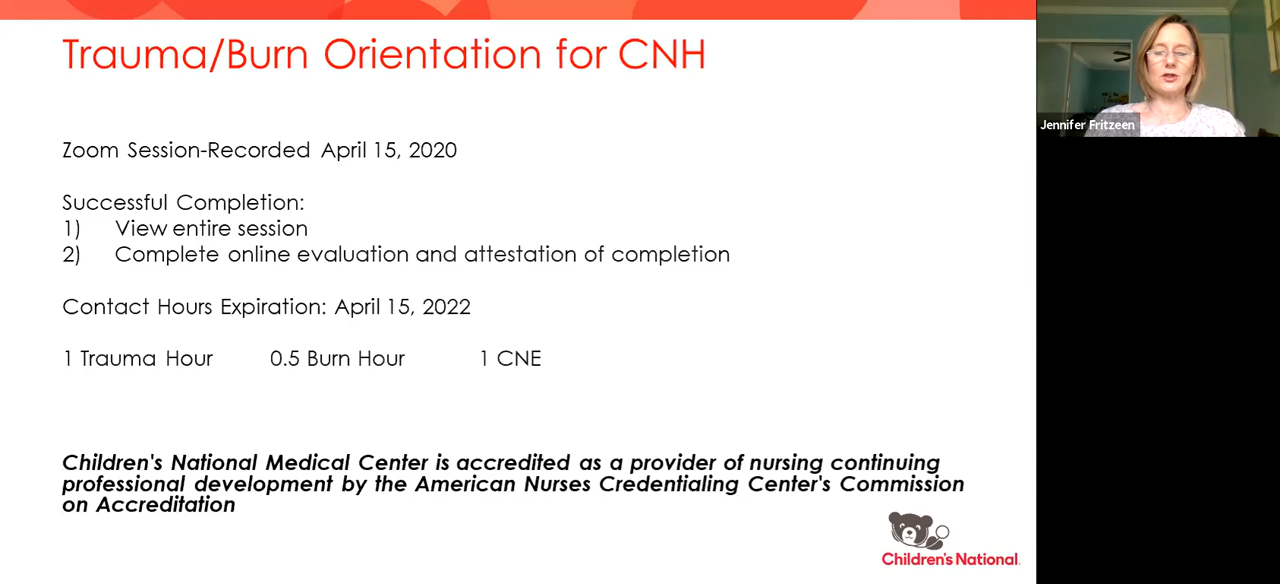 Trauma/Burn Orientation for CNH
Zoom Session-Recorded April 15, 2020
Successful Completion:
1) View entire session
2) Complete online evaluation and attestation of completion
Contact Hours Expiration: April 15, 2022
1 Trauma Hour 0.5 Burn Hour 1 CNE
Children's National Medical Center is accredited as a provider of nursing continuing
professional development by the American Nurses Credentialing Center's Commission
on Accreditation
Children's National.
Jennifer Fritzeen